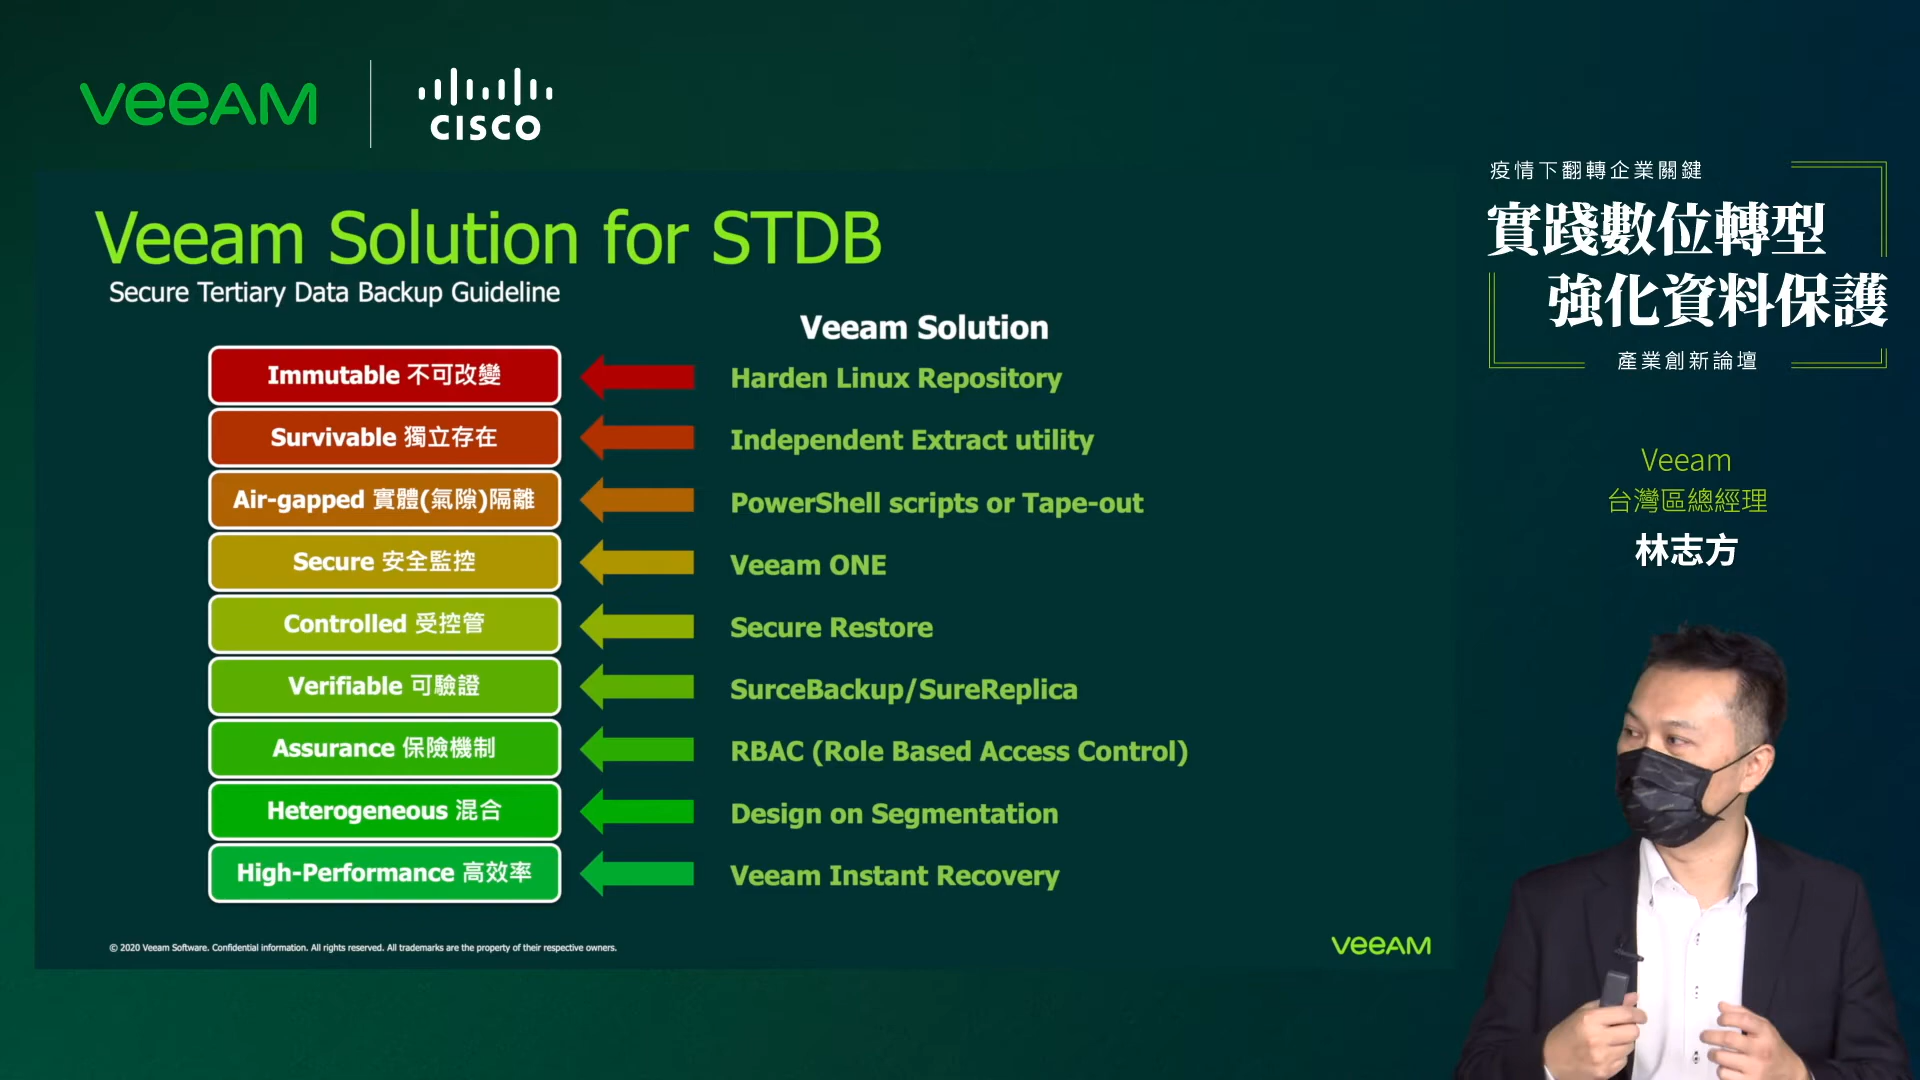 veeAM
CISCO
Veeam Solution for STDB
Secure Tertiary Data Backup Guideline
Veeam Solution
Immutable 不可改變
Harden Linux Repository
Survivable 獨立存在
Independent Extract utility
Air-gapped 實體(氣隙)隔離
PowerShell scripts or Tape-out
Secure 安全監控
Veeam ONE
Controlled 受控管
Secure Restore
Verifiable 可驗證
SurceBackup/SureReplica
Assurance 保險機制
RBAC (Role Based Access Control)
Heterogeneous 混合
Design on Segmentation
High-Performance 高效率
Veeam Instant Recovery
© 2020 Veeam Software. Confidential information. All rights reserved. All trademarks are the property of their respective owners.
veeAM
疫情下翻轉企業關鍵
實踐數位轉型
強化資料保護
產業創新論壇
Veeam
台灣區總經理
林志方